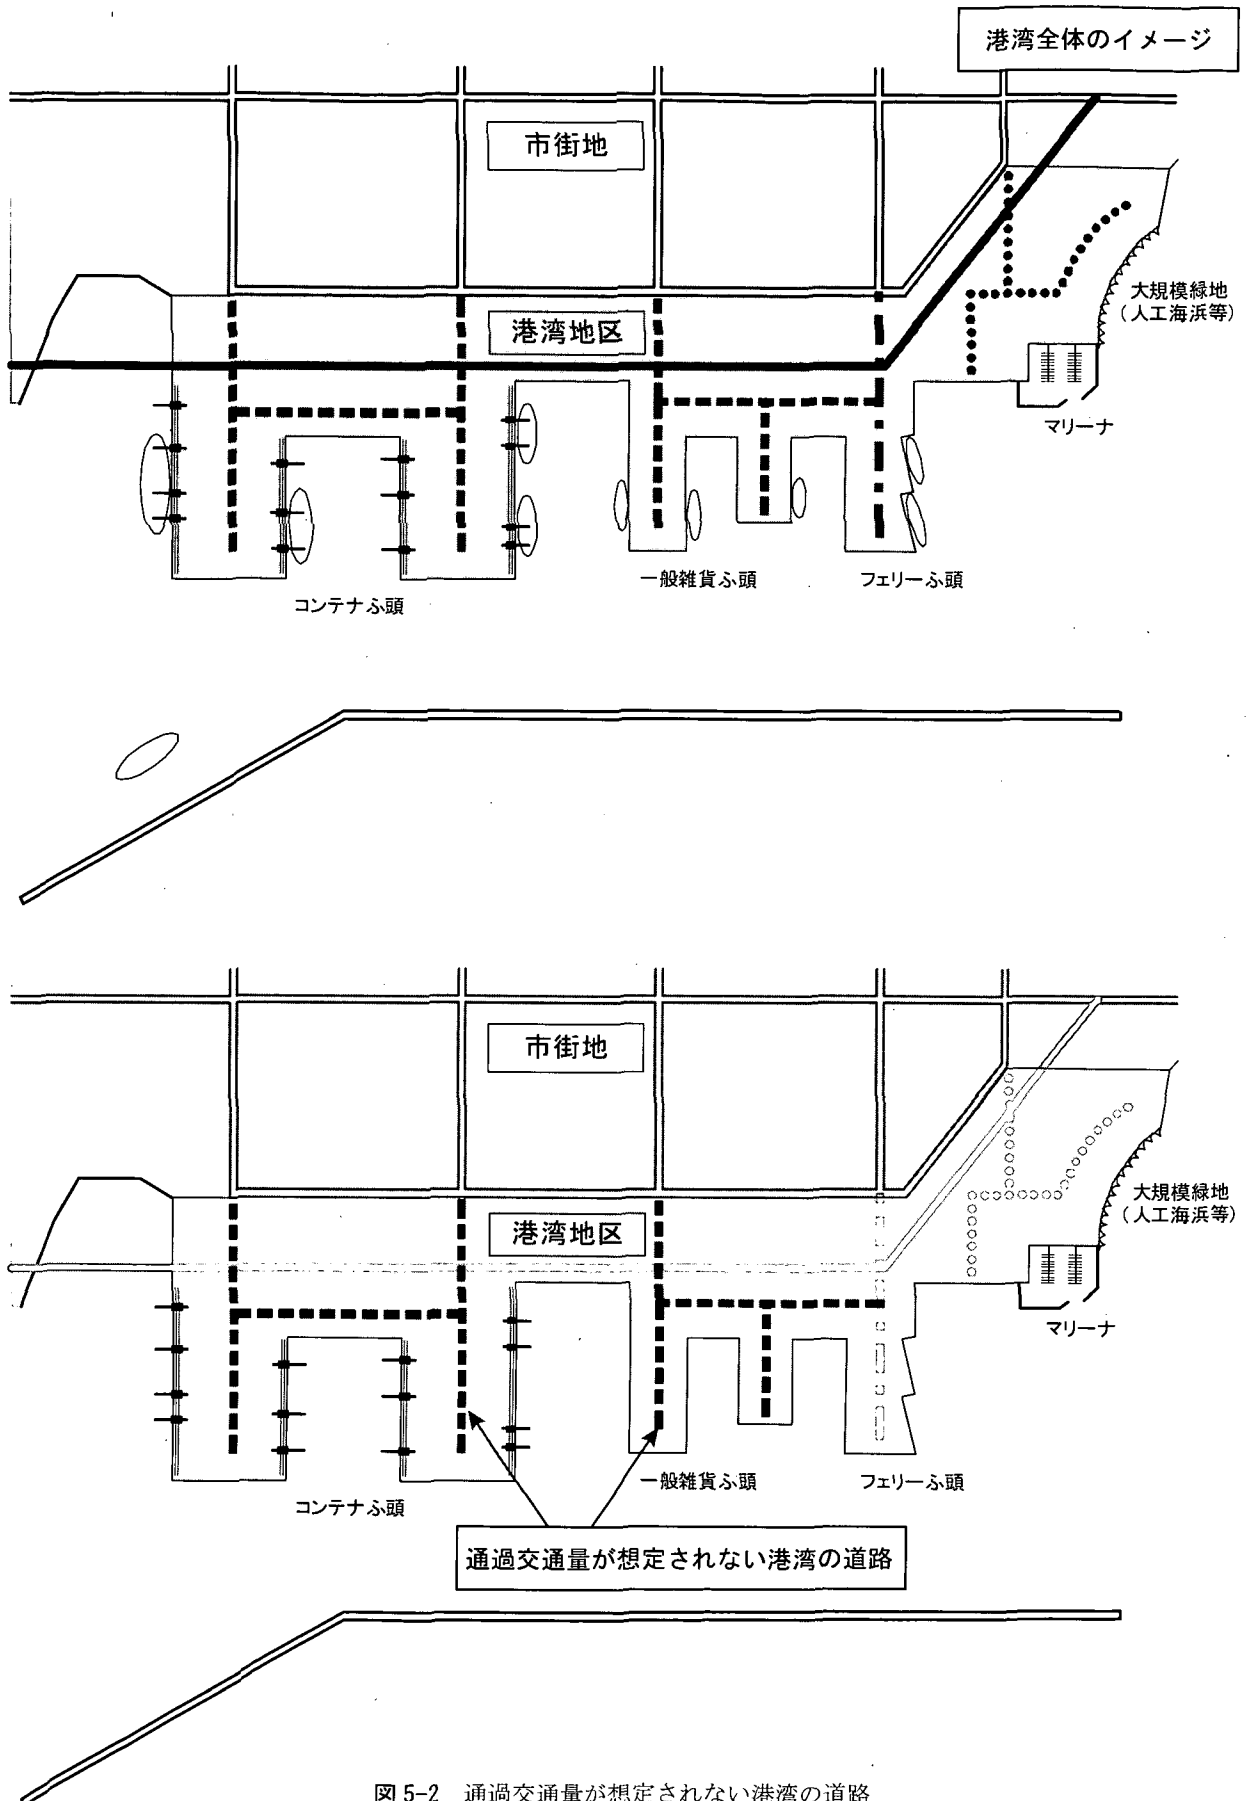 港湾全体のイメージ
市街地
港湾地区
大規模緑地
（人工海浜等）
マリーナ
一般雑貨ふ頭
フェリーふ頭
コンテナふ頭
市街地
港湾地区
大規模緑地
（人工海浜等）
マリーナ
一般雑貨ふ頭
フェリーふ頭
コンテナふ頭
通過交通量が想定されない港湾の道路
図 5-2　通過交通量が想定されない港湾の道路